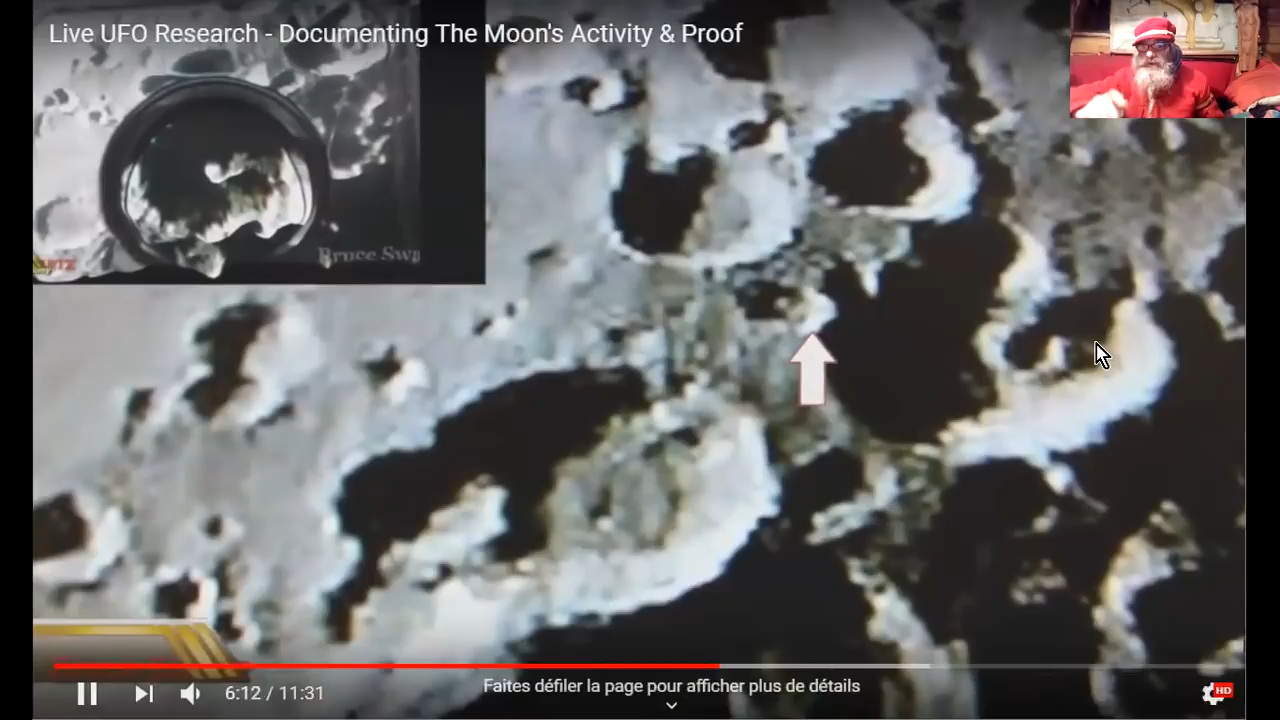 Live UFO Research - Documenting The Moon's Activity & Proof
Bruce Swa
6:12 / 11:31
Faites défiler la page pour afficher plus de détails
HD